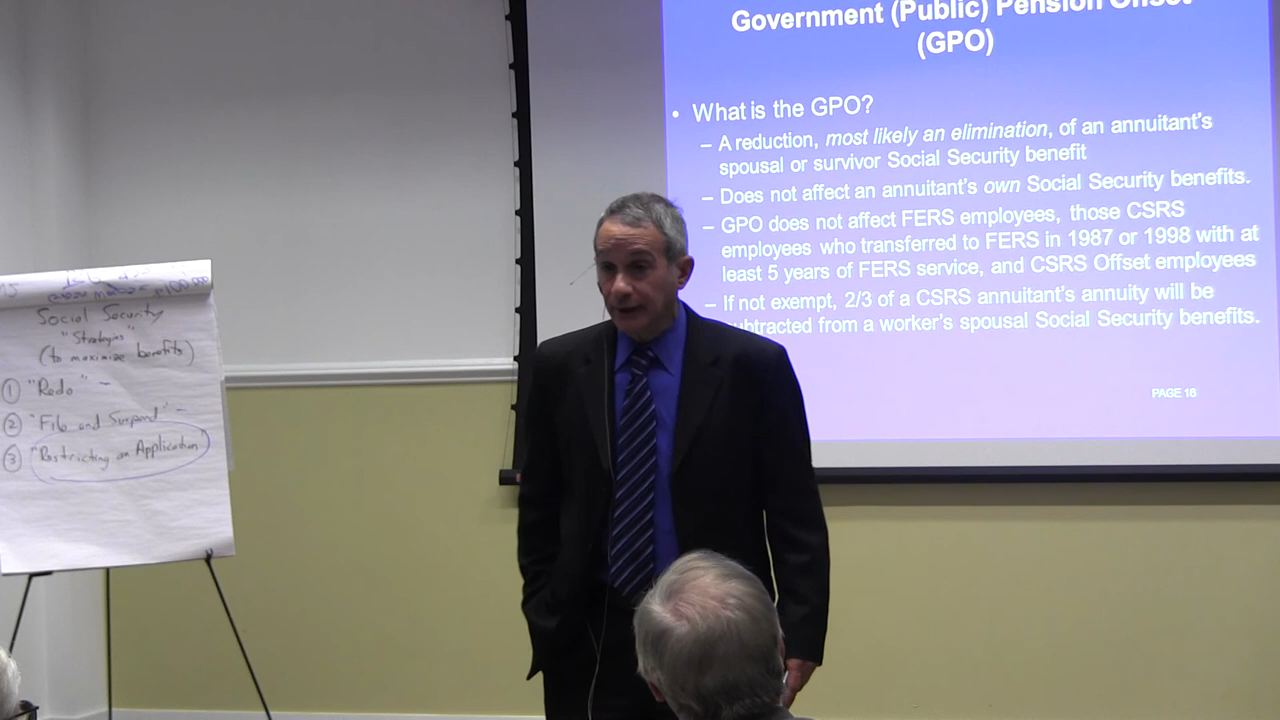 Government (Public) Pension Offset
(GPO)
• What is the GPO?
– A reduction, most likely an elimination, of an annuitant's
spousal or survivor Social Security benefit
– Does not affect an annuitant's own Social Security benefits.
– GPO does not affect FERS employees, those CSRS
employees who transferred to FERS in 1987 or 1998 with at
least 5 years of FERS service, and CSRS Offset employees
– If not exempt, 2/3 of a CSRS annuitant's annuity will be
subtracted from a worker's spousal Social Security benefits.
PAGE 16
Social Security
"Strategies"
(to maximize benefits)
① "Redo" –
② "File and Suspend" –
③ "Restricting an Application"